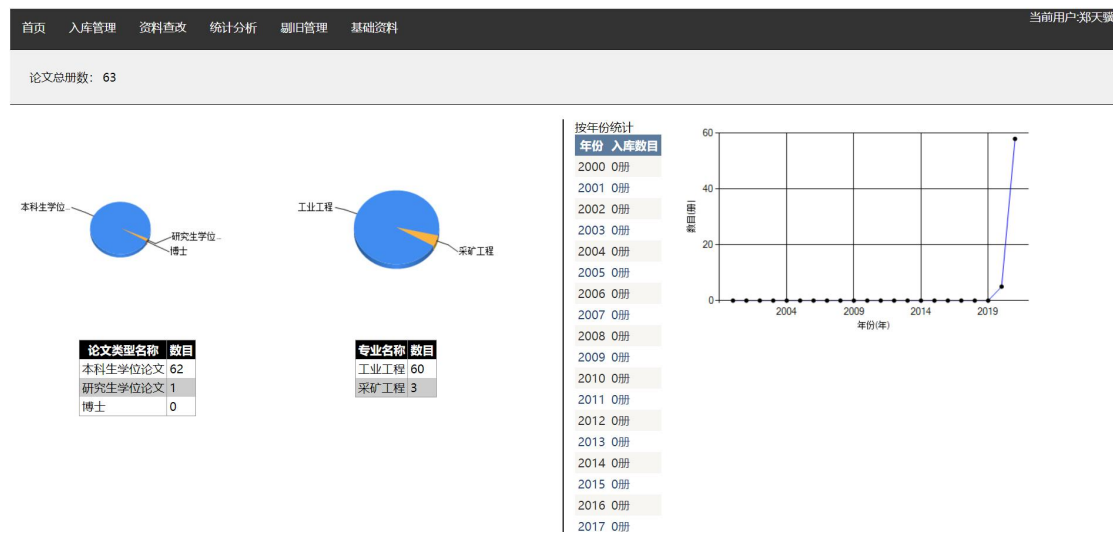 首页 入库管理 资料查改 统计分析 剔旧管理 基础资料
当前用户:郑天骥
论文总册数: 63
本科生学位...
研究生学位...
博士
工业工程
采矿工程
论文类型名称 数目
本科生学位论文 62
研究生学位论文 1
博士 0
专业名称 数目
工业工程 60
采矿工程 3
按年份统计
年份 入库数目
2000 0册
2001 0册
2002 0册
2003 0册
2004 0册
2005 0册
2006 0册
2007 0册
2008 0册
2009 0册
2010 0册
2011 0册
2012 0册
2013 0册
2014 0册
2015 0册
2016 0册
2017 0册
数目(册)
60
40
20
0
2004 2009 2014 2019
年份(年)